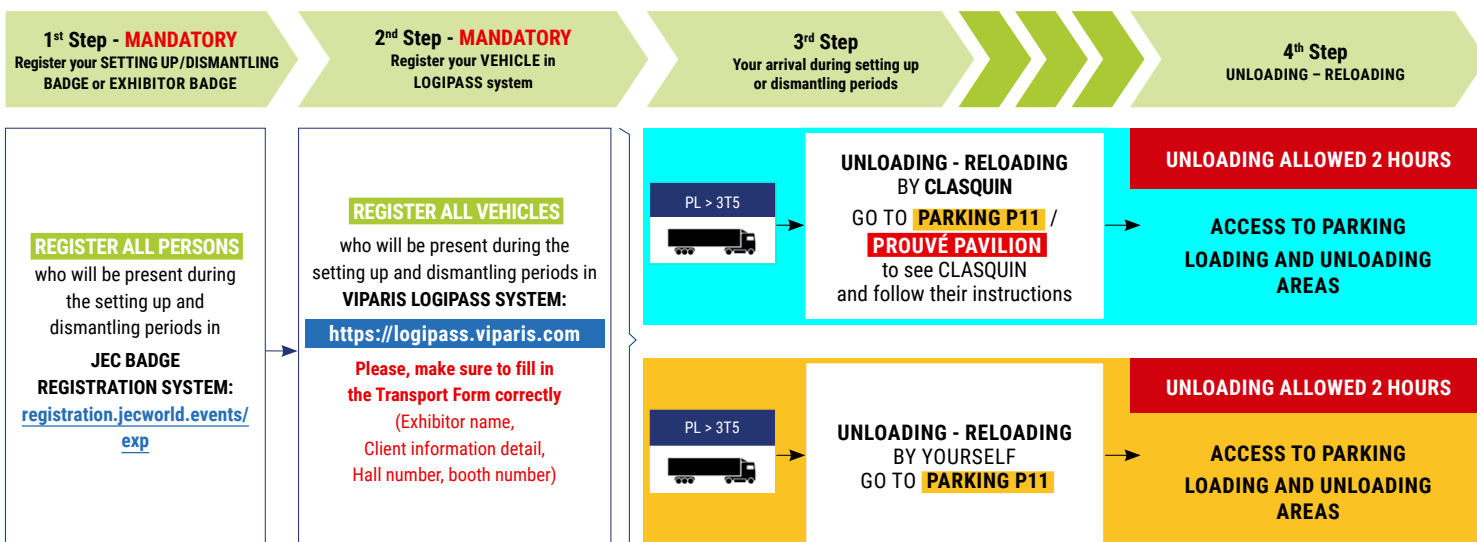 1st Step - MANDATORY
Register your SETTING UP/DISMANTLING
BADGE or EXHIBITOR BADGE
2nd Step - MANDATORY
Register your VEHICLE in
LOGIPASS system
3rd Step
Your arrival during setting up
or dismantling periods
4th Step
UNLOADING – RELOADING
REGISTER ALL PERSONS
who will be present during
the setting up and
dismantling periods in
JEC BADGE
REGISTRATION SYSTEM:
registration.jecworld.events/
exp
REGISTER ALL VEHICLES
who will be present during the
setting up and dismantling periods in
VIPARIS LOGIPASS SYSTEM:
https://logipass.viparis.com
Please, make sure to fill in
the Transport Form correctly
(Exhibitor name,
Client information detail,
Hall number, booth number)
PL > 3T5
UNLOADING - RELOADING
BY CLASQUIN
GO TO PARKING P11 /
PROUVÉ PAVILION
to see CLASQUIN
and follow their instructions
UNLOADING ALLOWED 2 HOURS
ACCESS TO PARKING
LOADING AND UNLOADING
AREAS
PL > 3T5
UNLOADING - RELOADING
BY YOURSELF
GO TO PARKING P11
UNLOADING ALLOWED 2 HOURS
ACCESS TO PARKING
LOADING AND UNLOADING
AREAS